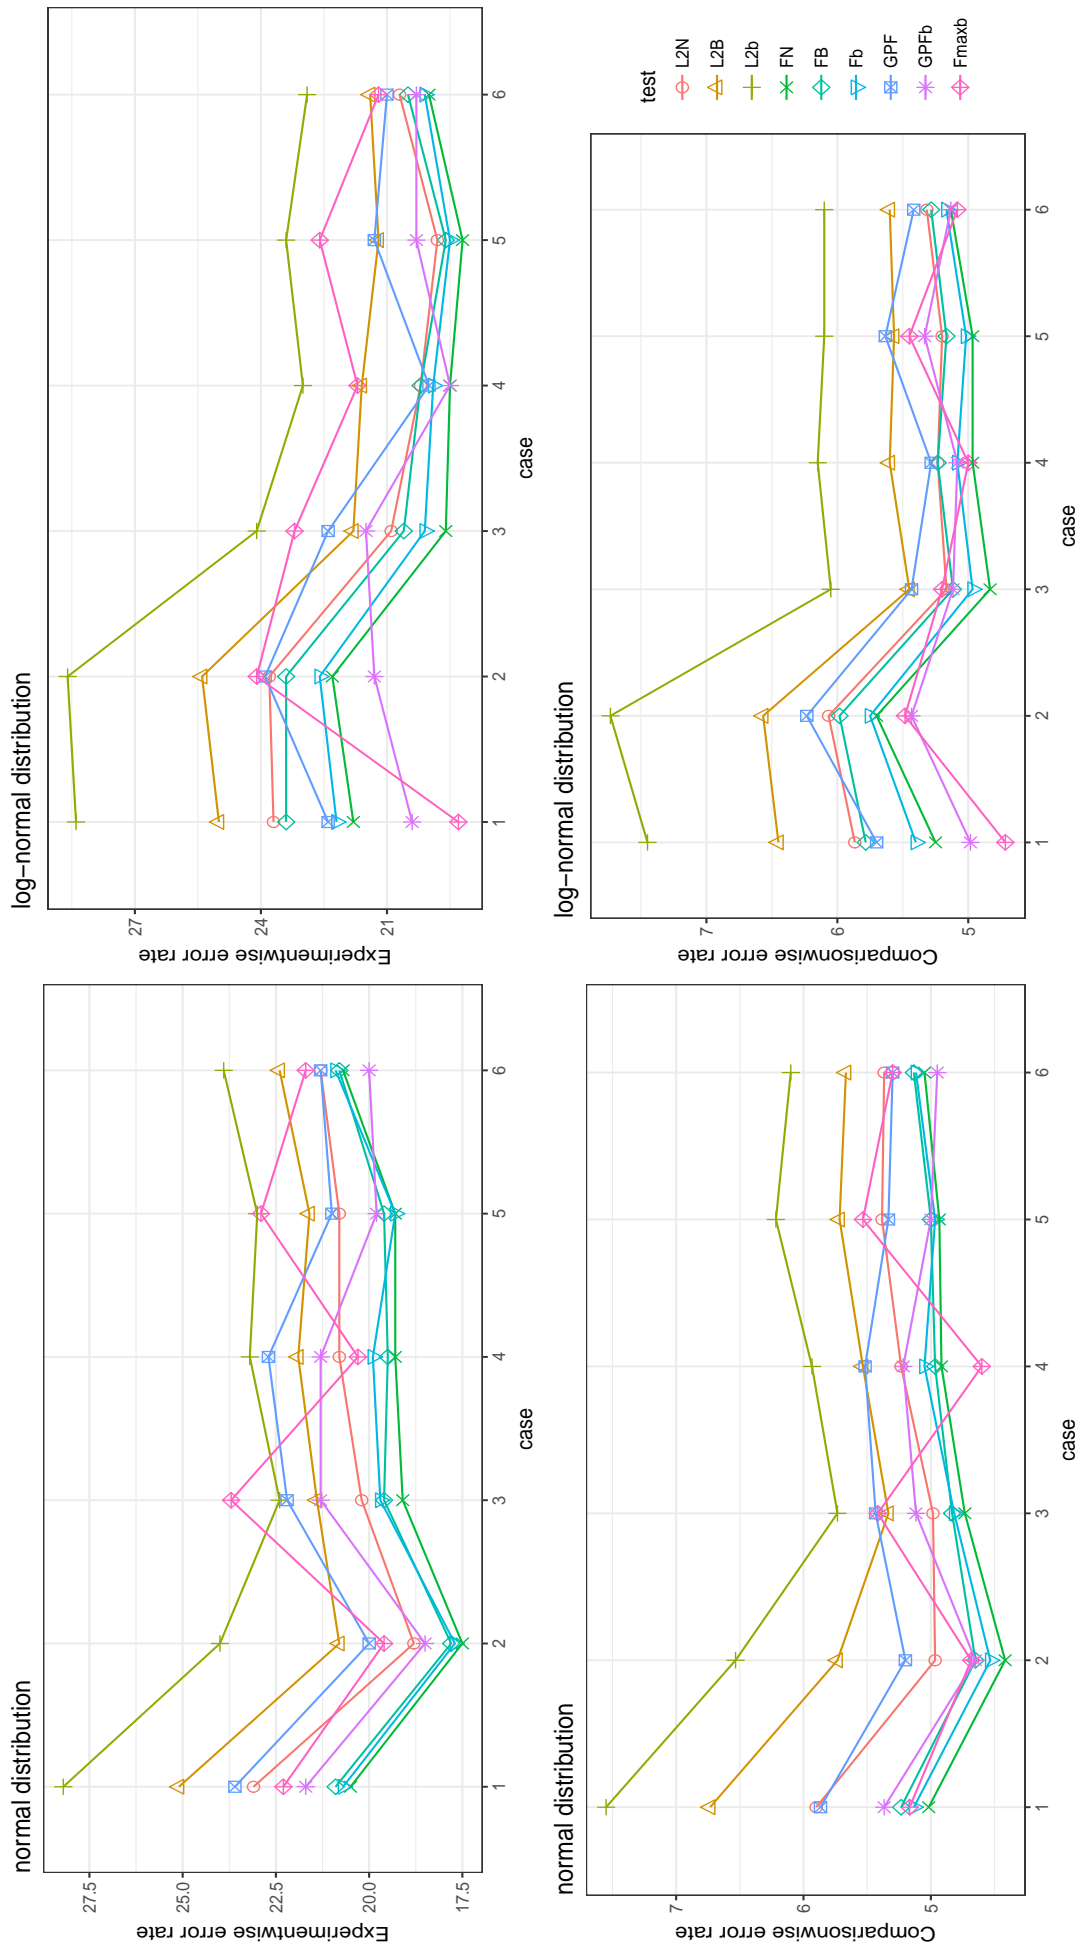 normal distribution
Experimentwise error rate
27.5
25.0
22.5
20.0
17.5
1
2
3
4
5
6
case
log−normal distribution
Experimentwise error rate
27
24
21
1
2
3
4
5
6
case
normal distribution
Comparisonwise error rate
7
6
5
1
2
3
4
5
6
case
log−normal distribution
Comparisonwise error rate
7
6
5
1
2
3
4
5
6
case
test
L2N
L2B
L2b
FN
FB
Fb
GPF
GPFb
Fmaxb